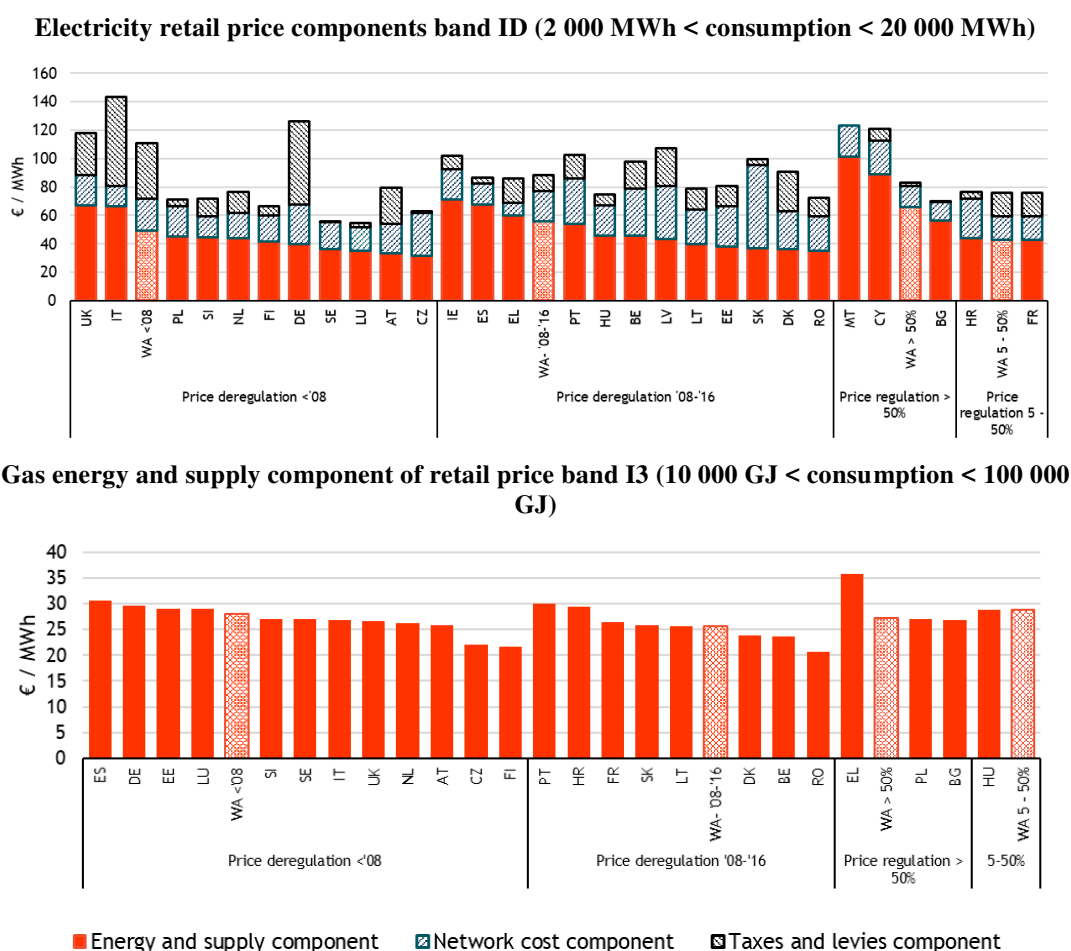 Electricity retail price components band ID (2 000 MWh < consumption < 20 000 MWh)
160
140
120
100
80
60
40
20
0
€ / MWh
UK
IT
WA <'08
PL
SI
NL
FI
DE
SE
LU
AT
CZ
IE
ES
EL
WA- '08-'16
PT
HU
BE
LV
LT
EE
SK
DK
RO
MT
CY
WA > 50%
BG
HR
WA 5 - 50%
FR
Price deregulation <'08
Price deregulation '08-'16
Price regulation >
50%
Price
regulation 5 -
50%
Gas energy and supply component of retail price band I3 (10 000 GJ < consumption < 100 000
GJ)
40
35
30
25
20
15
10
5
0
€ / MWh
ES
DE
EE
LU
WA <'08
SI
SE
IT
UK
NL
AT
CZ
FI
PT
HR
FR
SK
LT
WA- '08-'16
DK
BE
RO
EL
WA > 50%
PL
BG
HU
WA 5 - 50%
Price deregulation <'08
Price deregulation '08-'16
Price regulation >
50%
5-50%
Energy and supply component
Network cost component
Taxes and levies component